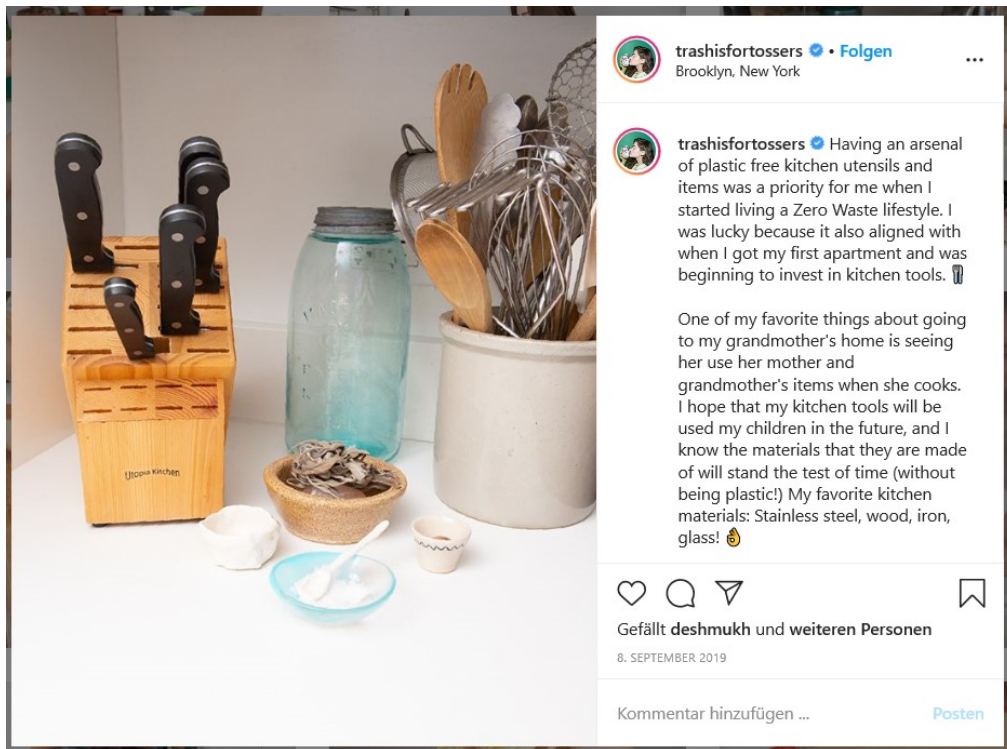 trashisfortossers • Folgen
Brooklyn, New York
trashisfortossers Having an arsenal
of plastic free kitchen utensils and
items was a priority for me when I
started living a Zero Waste lifestyle. I
was lucky because it also aligned with
when I got my first apartment and was
beginning to invest in kitchen tools.
One of my favorite things about going
to my grandmother's home is seeing
her use her mother and
grandmother's items when she cooks.
I hope that my kitchen tools will be
used my children in the future, and I
know the materials that they are made
of will stand the test of time (without
being plastic!) My favorite kitchen
materials: Stainless steel, wood, iron,
glass! 👌
Utopia Kitchen
Gefällt deshmukh und weiteren Personen
8. SEPTEMBER 2019
Kommentar hinzufügen ...
Posten